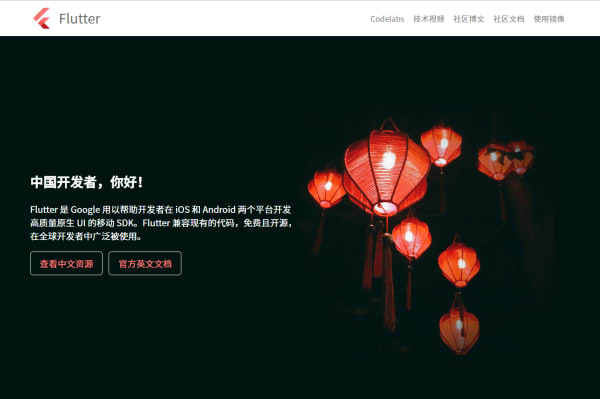 Flutter
Codelabs 技术视频 社区博文 社区文档 使用镜像
中国开发者，你好！
Flutter 是 Google 用以帮助开发者在 iOS 和 Android 两个平台开发
高质量原生 UI 的移动 SDK。Flutter 兼容现有的代码，免费且开源，
在全球开发者中广泛被使用。
查看中文资源 官方英文文档